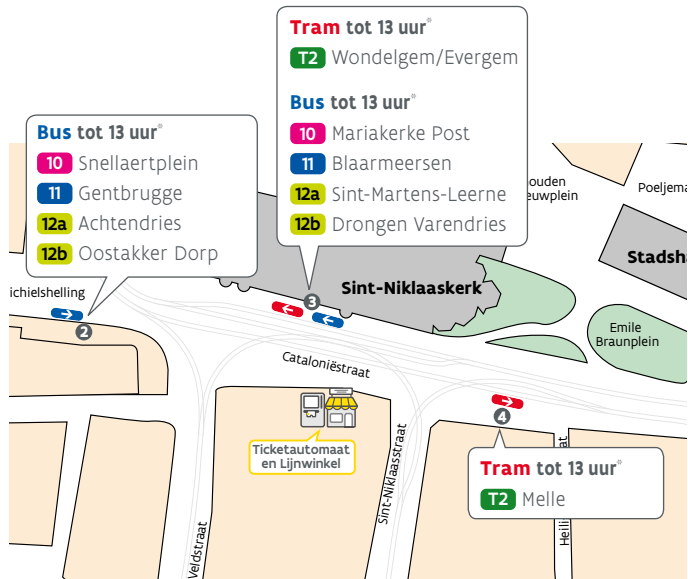 Tram tot 13 uur*
T2 Wondelgem/Evergem
Bus tot 13 uur*
10 Mariakerke Post
11 Blaarmeersen
12a Sint-Martens-Leerne
12b Drongen Varendries
Bus tot 13 uur*
10 Snellaertplein
11 Gentbrugge
12a Achtendries
12b Oostakker Dorp
ouden
euwplein
Poeljema
Stadsha
Sint-Niklaaskerk
ichielshelling
2
3
Emile
Braunplein
Cataloniëstraat
4
Ticketautomaat
en Lijnwinkel
Sint-Niklaasstraat
Veldstraat
Tram tot 13 uur*
T2 Melle
Heili
at